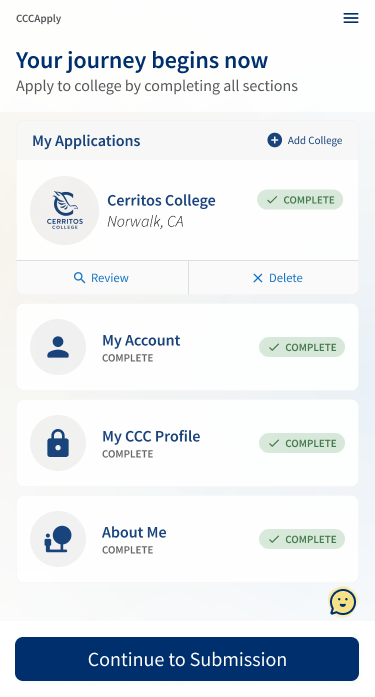 CCCApply
Your journey begins now
Apply to college by completing all sections
My Applications
Add College
CERRITOS
COLLEGE
Cerritos College
Norwalk, CA
COMPLETE
Review
Delete
My Account
COMPLETE
COMPLETE
My CCC Profile
COMPLETE
COMPLETE
About Me
COMPLETE
COMPLETE
Continue to Submission